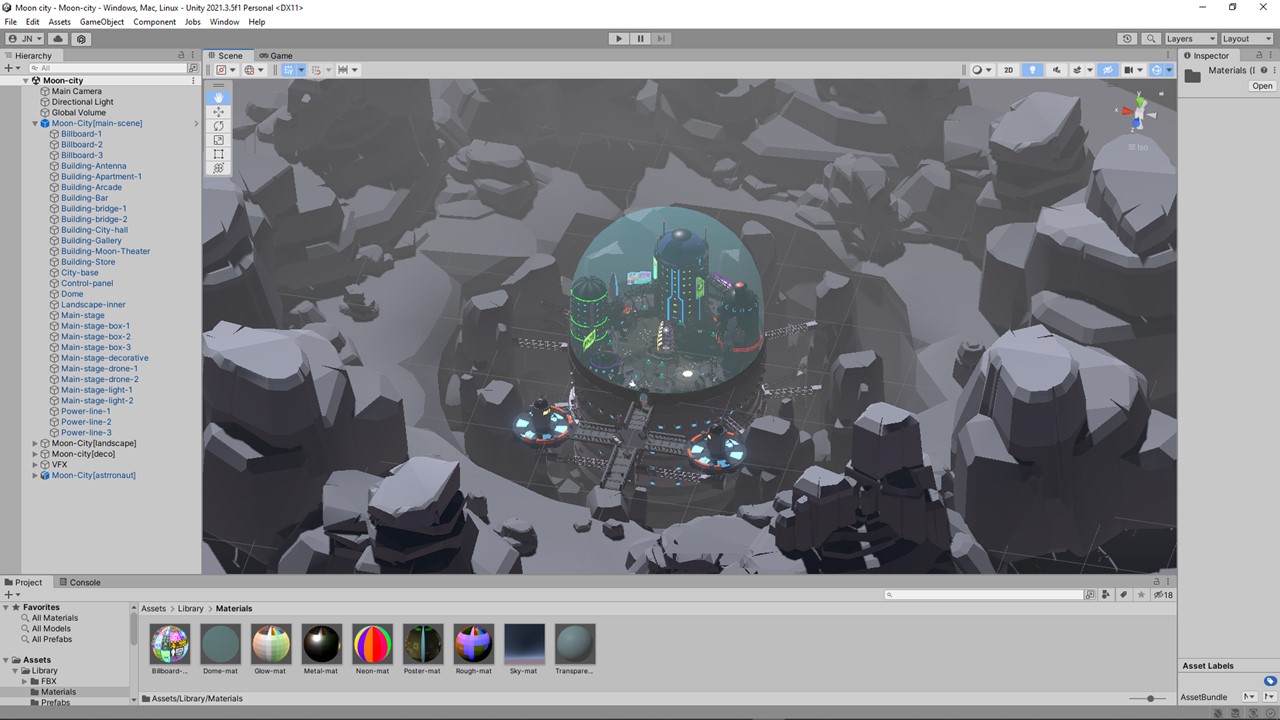 Moon city - Moon-city - Windows, Mac, Linux - Unity 2021.3.5f1 Personal <DX11>
File Edit Assets GameObject Component Jobs Window Help
JN Layers Layout
Hierarchy
All
Moon-city
Main Camera
Directional Light
Global Volume
Moon-City[main-scene]
Billboard-1
Billboard-2
Billboard-3
Building-Antenna
Building-Apartment-1
Building-Arcade
Building-Bar
Building-bridge-1
Building-bridge-2
Building-City-hall
Building-Gallery
Building-Moon-Theater
Building-Store
City-base
Control-panel
Dome
Landscape-inner
Main-stage
Main-stage-box-1
Main-stage-box-2
Main-stage-box-3
Main-stage-decorative
Main-stage-drone-1
Main-stage-drone-2
Main-stage-light-1
Main-stage-light-2
Power-line-1
Power-line-2
Power-line-3
Moon-City[landscape]
Moon-city[deco]
VFX
Moon-City[astrronaut]
Scene Game
2D
y
x
z
Iso
Inspector
Materials (I
Open
Project Console
18
Favorites
All Materials
All Models
All Prefabs
Assets
Library
FBX
Materials
Prefabs
Assets > Library > Materials
Billboard-... Dome-mat Glow-mat Metal-mat Neon-mat Poster-mat Rough-mat Sky-mat Transpare...
Assets/Library/Materials
Asset Labels
AssetBundle